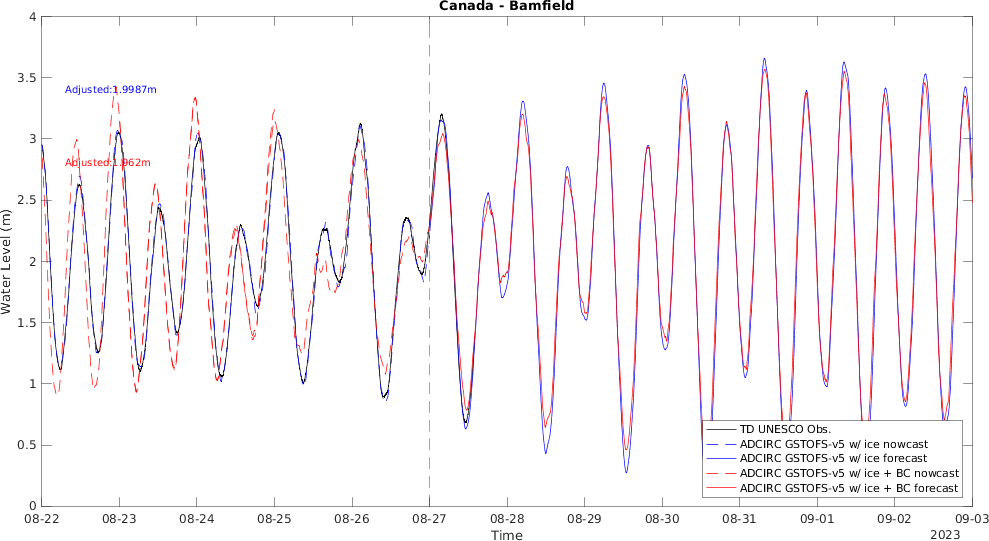 Canada - Bamfield
4
3.5
3
2.5
2
1.5
1
0.5
0
Water Level (m)
Adjusted:1.9987m
Adjusted:1.962m
TD UNESCO Obs.
ADCIRC GSTOFS-v5 w/ ice nowcast
ADCIRC GSTOFS-v5 w/ ice forecast
ADCIRC GSTOFS-v5 w/ ice + BC nowcast
ADCIRC GSTOFS-v5 w/ ice + BC forecast
08-22 08-23 08-24 08-25 08-26 08-27 08-28 08-29 08-30 08-31 09-01 09-02 09-03
Time
2023